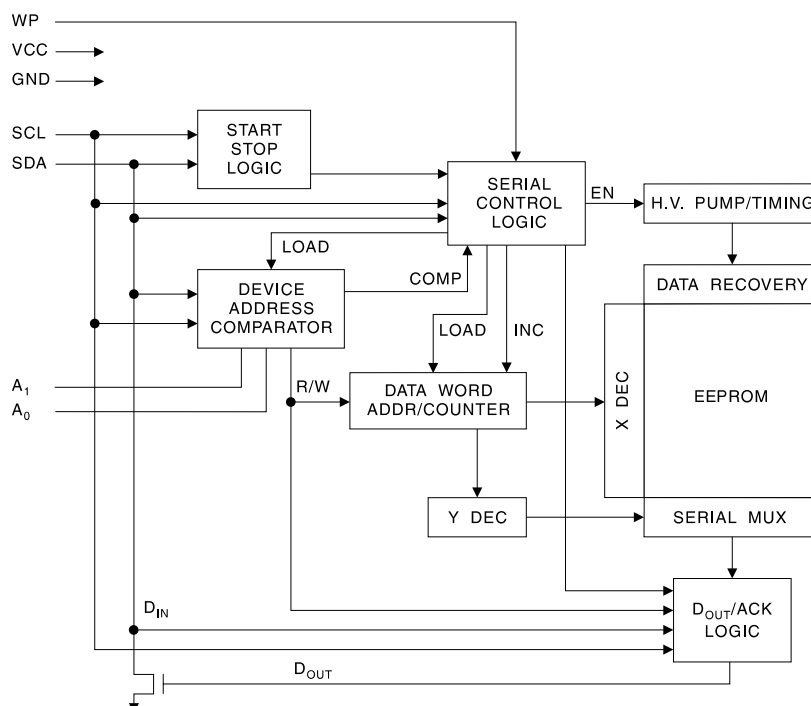 WP
VCC
GND
SCL
SDA
START
STOP
LOGIC
SERIAL
CONTROL
LOGIC
EN
H.V. PUMP/TIMING
LOAD
COMP
DEVICE
ADDRESS
COMPARATOR
LOAD
INC
DATA RECOVERY
A1
A0
R/W
DATA WORD
ADDR/COUNTER
X DEC
EEPROM
Y DEC
SERIAL MUX
DIN
DOUT/ACK
LOGIC
DOUT